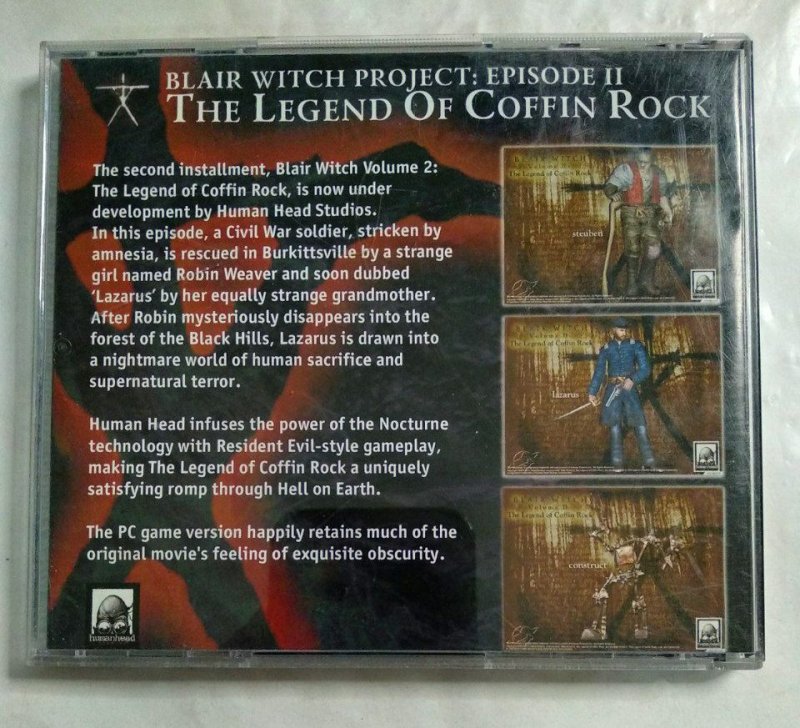 BLAIR WITCH PROJECT: EPISODE II
THE LEGEND OF COFFIN ROCK
The second installment, Blair Witch Volume 2:
The Legend of Coffin Rock, is now under
development by Human Head Studios.
In this episode, a Civil War soldier, stricken by
amnesia, is rescued in Burkittsville by a strange
girl named Robin Weaver and soon dubbed
'Lazarus' by her equally strange grandmother.
After Robin mysteriously disappears into the
forest of the Black Hills, Lazarus is drawn into
a nightmare world of human sacrifice and
supernatural terror.
Human Head infuses the power of the Nocturne
technology with Resident Evil-style gameplay,
making The Legend of Coffin Rock a uniquely
satisfying romp through Hell on Earth.
The PC game version happily retains much of the
original movie's feeling of exquisite obscurity.
humanhead
The Legend of Coffin Rock
steuben
The Legend of Coffin Rock
lazarus
The Legend of Coffin Rock
construct